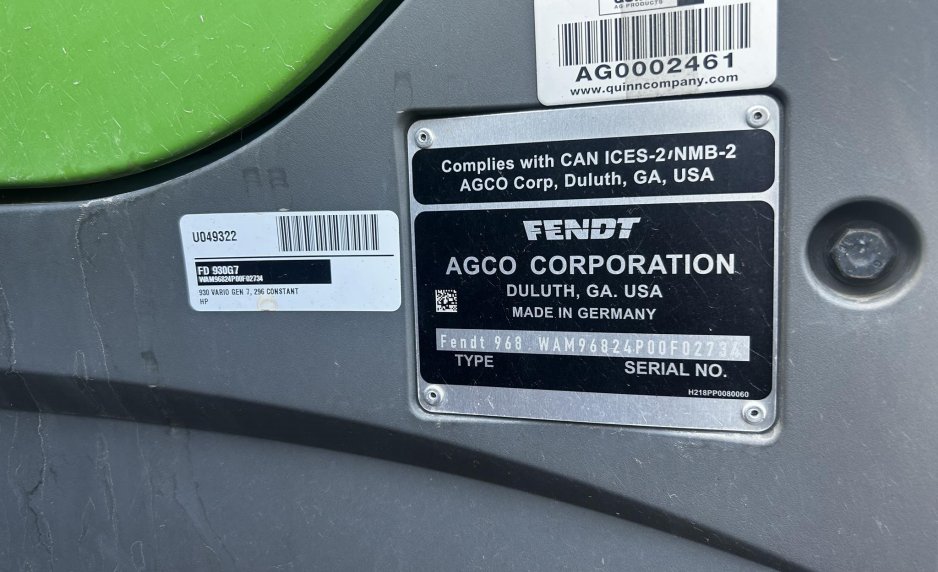 AG PRODUCTS
AG0002461
www.quinncompany.com
Complies with CAN ICES-2/NMB-2
AGCO Corp, Duluth, GA, USA
U049322
FD 930G7
WAM96824P00F02734
930 VARIO GEN 7, 296 CONSTANT
HP
FENDT
AGCO CORPORATION
DULUTH, GA. USA
MADE IN GERMANY
Fendt 968 WAM96824P00F02734
TYPE SERIAL NO.
H218PP0080060